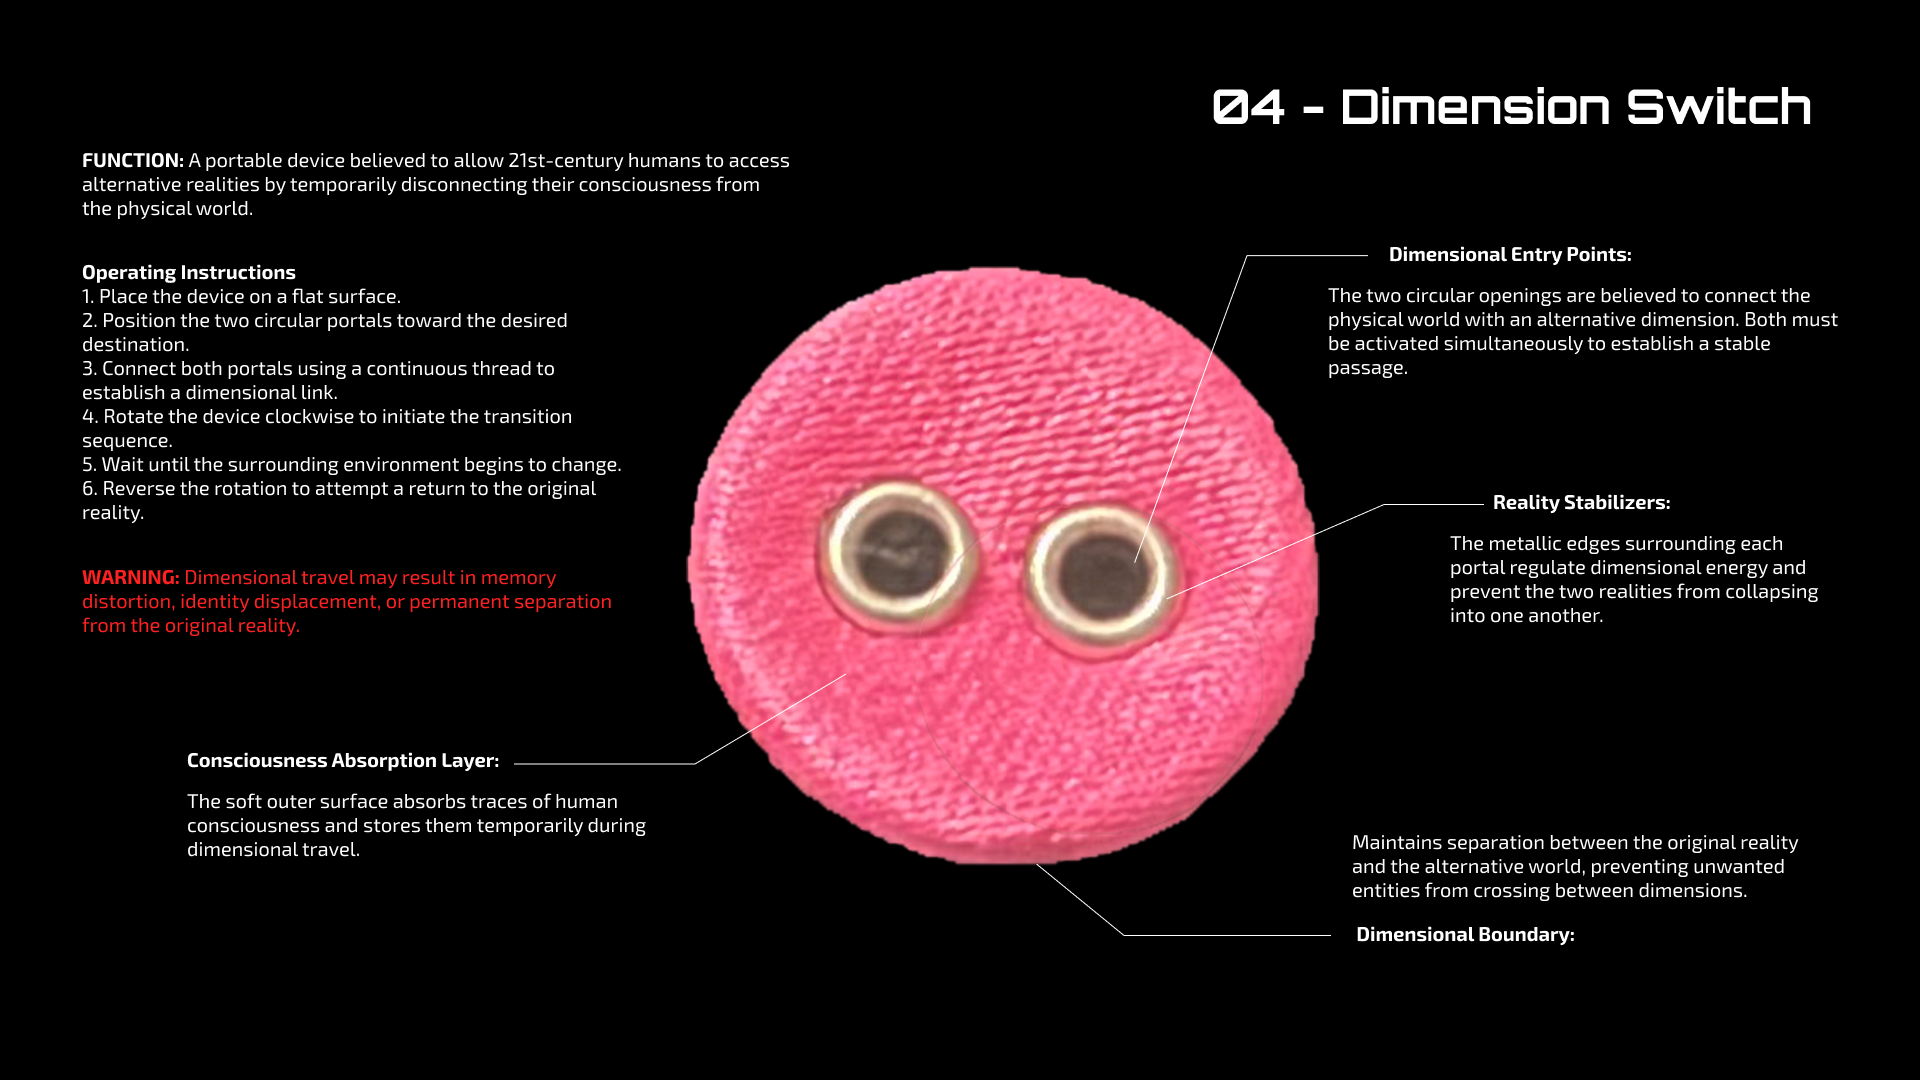 04 - Dimension Switch
FUNCTION: A portable device believed to allow 21st-century humans to access
alternative realities by temporarily disconnecting their consciousness from
the physical world.
Operating Instructions
1. Place the device on a flat surface.
2. Position the two circular portals toward the desired
destination.
3. Connect both portals using a continuous thread to
establish a dimensional link.
4. Rotate the device clockwise to initiate the transition
sequence.
5. Wait until the surrounding environment begins to change.
6. Reverse the rotation to attempt a return to the original
reality.
WARNING: Dimensional travel may result in memory
distortion, identity displacement, or permanent separation
from the original reality.
Dimensional Entry Points:
The two circular openings are believed to connect the
physical world with an alternative dimension. Both must
be activated simultaneously to establish a stable
passage.
Reality Stabilizers:
The metallic edges surrounding each
portal regulate dimensional energy and
prevent the two realities from collapsing
into one another.
Consciousness Absorption Layer:
The soft outer surface absorbs traces of human
consciousness and stores them temporarily during
dimensional travel.
Maintains separation between the original reality
and the alternative world, preventing unwanted
entities from crossing between dimensions.
Dimensional Boundary: